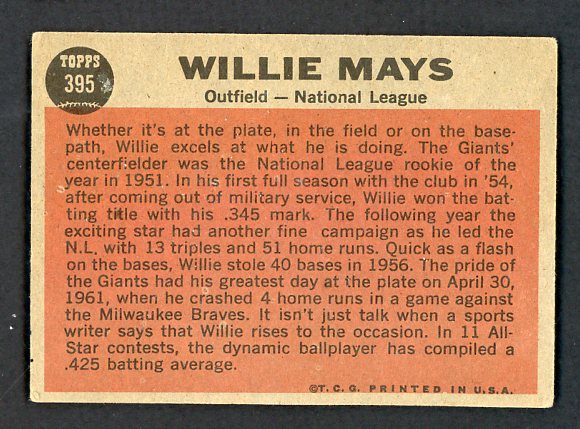 TOPPS
395
WILLIE MAYS
Outfield — National League
Whether it's at the plate, in the field or on the base-
path, Willie excels at what he is doing. The Giants'
centerfielder was the National League rookie of the
year in 1951. In his first full season with the club in '54,
after coming out of military service, Willie won the bat-
ting title with his .345 mark. The following year the
exciting star had another fine campaign as he led the
N.L. with 13 triples and 51 home runs. Quick as a flash
on the bases, Willie stole 40 bases in 1956. The pride of
the Giants had his greatest day at the plate on April 30,
1961, when he crashed 4 home runs in a game against
the Milwaukee Braves. It isn't just talk when a sports
writer says that Willie rises to the occasion. In 11 All-
Star contests, the dynamic ballplayer has compiled a
.425 batting average.
©T.C.G. PRINTED IN U.S.A.